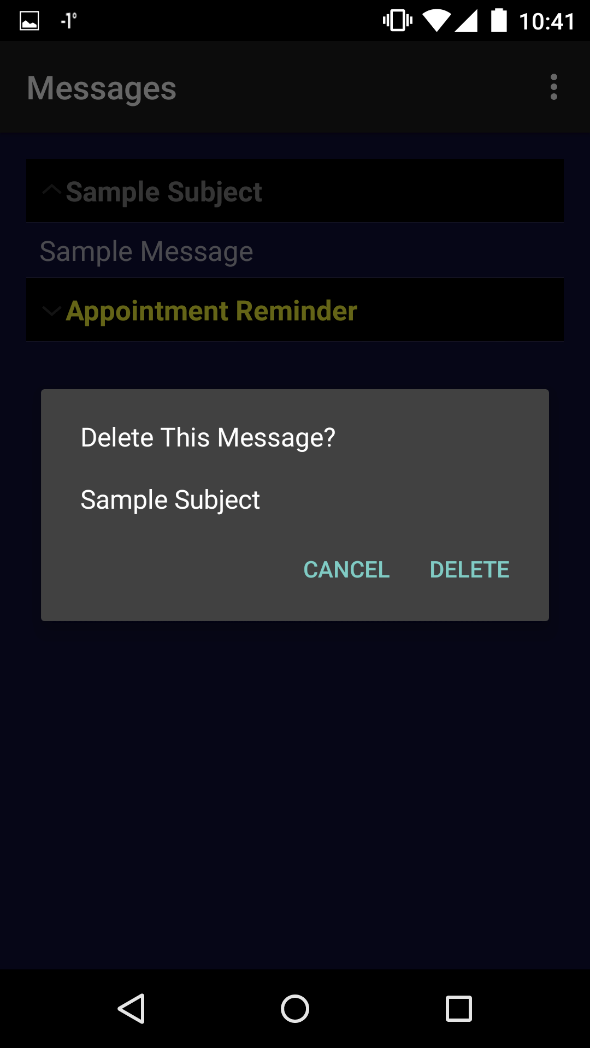 -1° 10:41
Messages
Sample Subject
Sample Message
Appointment Reminder
Delete This Message?
Sample Subject
CANCEL DELETE